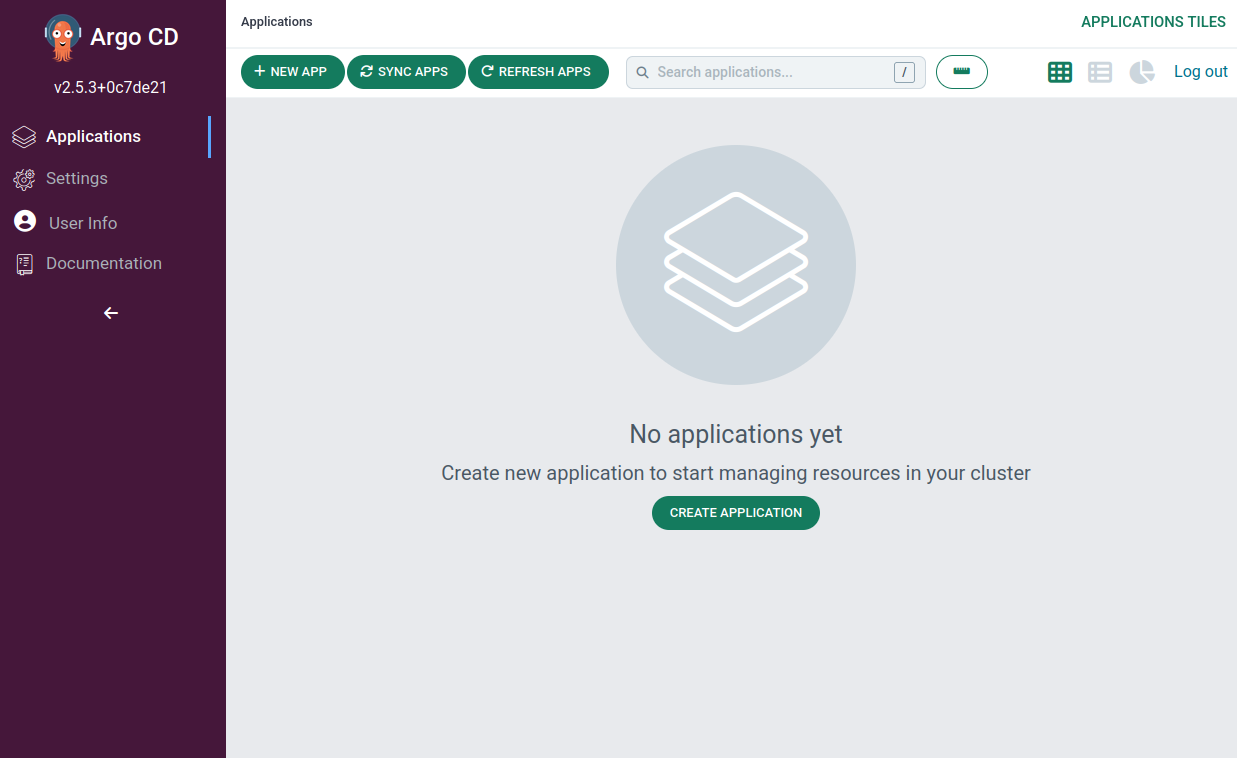 Argo CD
v2.5.3+0c7de21
Applications
Settings
User Info
Documentation
Applications
APPLICATIONS TILES
NEW APP
SYNC APPS
REFRESH APPS
Search applications...
/
Log out
No applications yet
Create new application to start managing resources in your cluster
CREATE APPLICATION